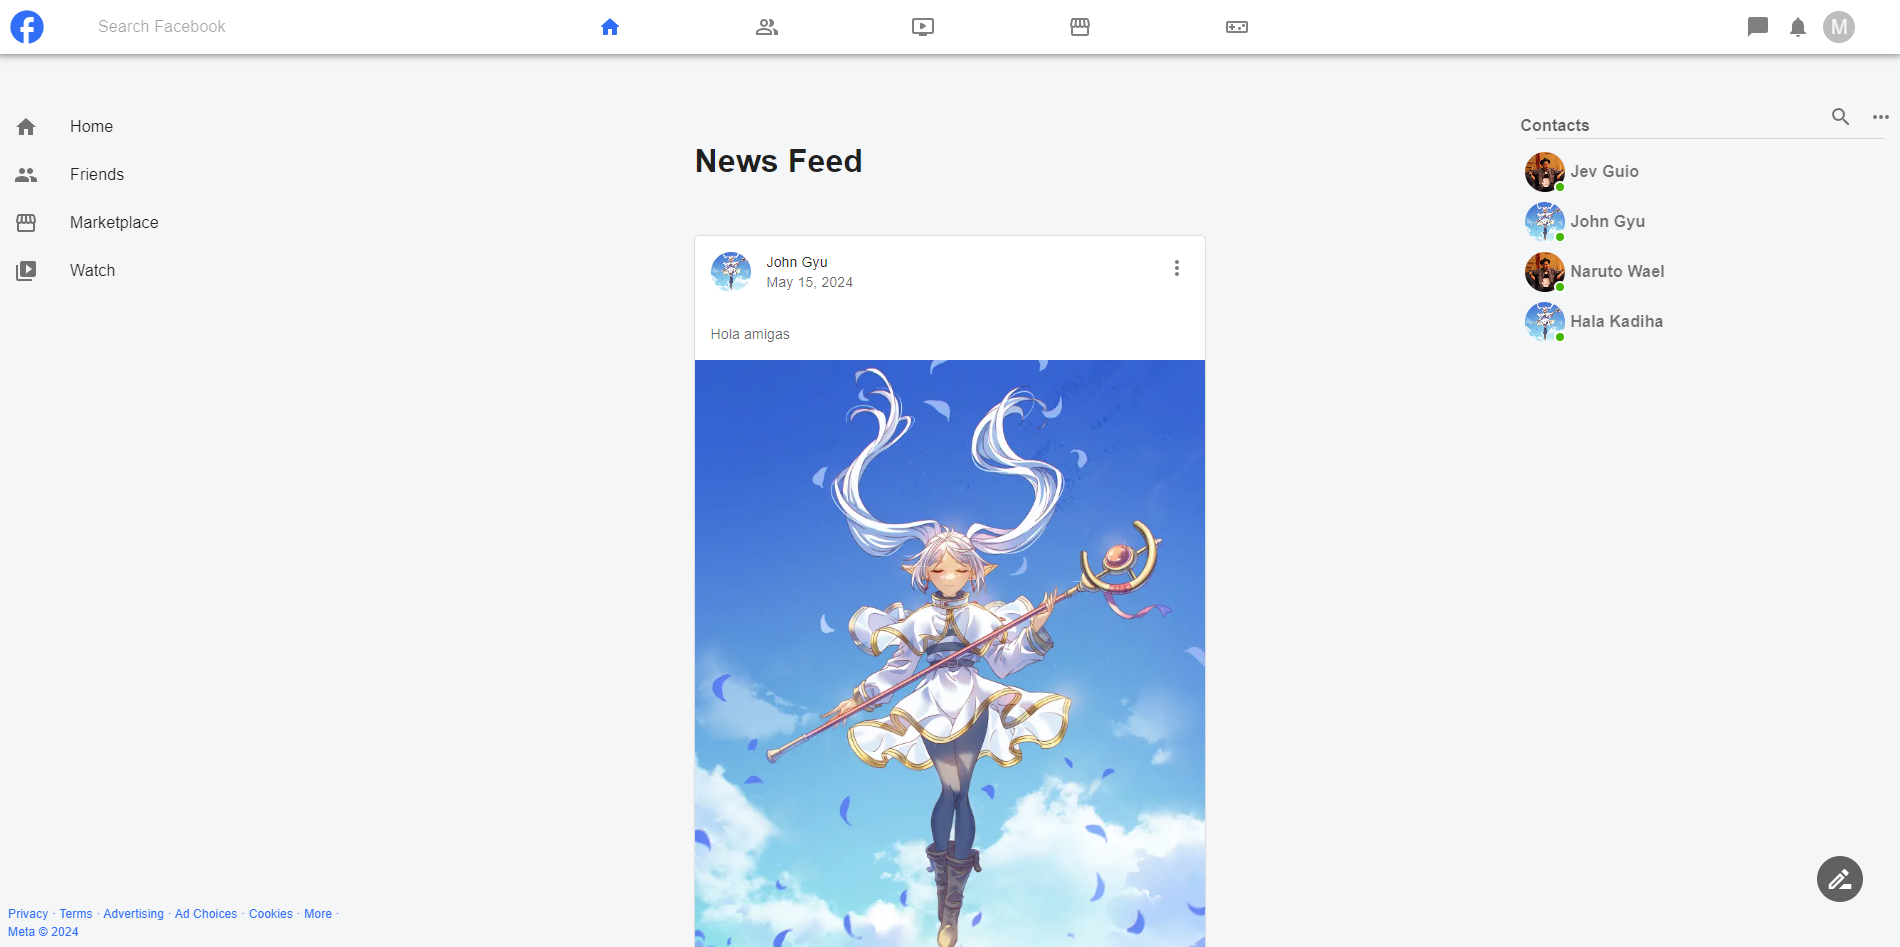 Search Facebook
M
Home
Friends
Marketplace
Watch
News Feed
John Gyu
May 15, 2024
Hola amigas
Contacts
Jev Guio
John Gyu
Naruto Wael
Hala Kadiha
Privacy · Terms · Advertising · Ad Choices · Cookies · More ·
Meta © 2024